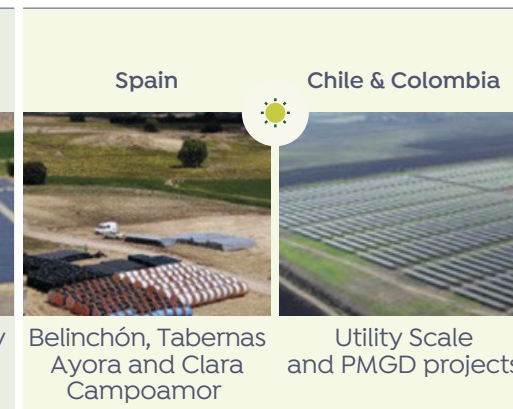 Spain
Chile & Colombia
Belinchón, Tabernas
Ayora and Clara
Campoamor
Utility Scale
and PMGD projects